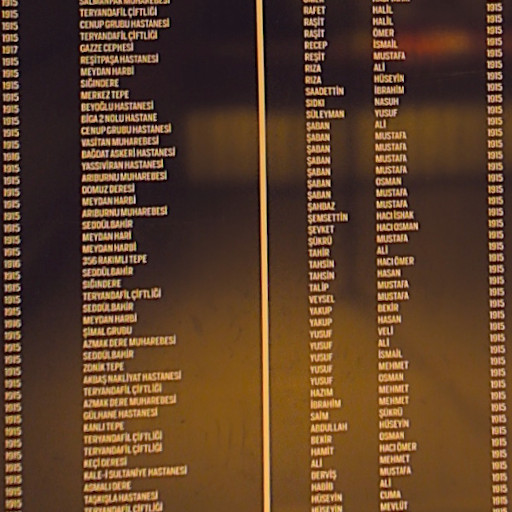 1915 SALMANPAK MUHAREBESİ
1915 TERYANDAFİL ÇİFTLİĞİ
1915 CENUP GRUBU HASTANESİ
1915 TERYANDAFİL ÇİFTLİĞİ
1917 GAZZE CEPHESİ
1915 REŞİTPAŞA HASTANESİ
1915 MEYDAN HARBİ
1915 SIĞINDERE
1915 MERKEZ TEPE
1915 BEYOĞLU HASTANESİ
1915 BİGA 2 NOLU HASTANE
1915 CENUP GRUBU HASTANESİ
1915 VASİTAN MUHAREBESİ
1916 BAĞDAT ASKERİ HASTANESİ
1915 YASSIVİRAN HASTANESİ
1915 ARIBURNU MUHAREBESİ
1915 DOMUZ DERESİ
1915 MEYDAN HARBİ
1915 ARIBURNU MUHAREBESİ
1915 SEDDÜLBAHİR
1915 MEYDAN HARİ
1915 MEYDAN HARBİ
1916 356 RAKIMLI TEPE
1915 SEDDÜLBAHİR
1915 SIĞINDERE
1915 TERYANDAFİL ÇİFTLİĞİ
1915 SEDDÜLBAHİR
1916 MEYDAN HARBİ
1915 ŞİMAL GRUBU
1915 AZMAK DERE MUHAREBESİ
1915 SEDDÜLBAHİR
1915 ZONİK TEPE
1915 AKBAŞ NAKLİYAT HASTANESİ
1915 TERYANDAFİL ÇİFTLİĞİ
1915 AZMAK DERE MUHAREBESİ
1915 GÜLHANE HASTANESİ
1915 KANLI TEPE
1915 TERYANDAFİL ÇİFTLİĞİ
1915 TERYANDAFİL ÇİFTLİĞİ
1915 KEÇİ DERESİ
1915 KALE-İ SULTANİYE HASTANESİ
1915 ASMALI DERE
1915 TAŞKIŞLA HASTANESİ
TERYANDAFİL ÇİFTLİĞİ
RAFET HALİL 1915
RAŞİT HALİL 1915
RAŞİT ÖMER 1915
RECEP İSMAİL 1915
REŞİT MUSTAFA 1915
RIZA ALİ 1915
RIZA HÜSEYİN 1915
SAADETTİN İBRAHİM 1915
SIDKI NASUH 1915
SÜLEYMAN YUSUF 1915
ŞABAN ALİ 1915
ŞABAN MUSTAFA 1915
ŞABAN MUSTAFA 1915
ŞABAN MUSTAFA 1915
ŞABAN MUSTAFA 1915
ŞABAN OSMAN 1915
ŞABAN MUSTAFA 1915
ŞAHBAZ MUSTAFA 1915
ŞEMSETTİN HACI İSHAK 1915
ŞEVKET HACI OSMAN 1915
ŞÜKRÜ MUSTAFA 1915
TAHİR ALİ 1915
TAHSİN HACI ÖMER 1915
TAHSİN HASAN 1915
TALİP MUSTAFA 1915
VEYSEL MUSTAFA 1915
YAKUP BEKİR 1915
YAKUP HASAN 1915
YUSUF VELİ 1915
YUSUF ALİ 1915
YUSUF İSMAİL 1915
YUSUF MEHMET 1915
YUSUF OSMAN 1915
HAZIM MEHMET 1915
İBRAHİM MEHMET 1915
SAİM ŞÜKRÜ 1915
ABDULLAH HÜSEYİN 1915
BEKİR OSMAN 1915
HAMİT HACI ÖMER 1915
ALİ MEHMET 1915
DERVİŞ MUSTAFA 1915
HABİB ALİ 1915
HÜSEYİN CUMA 1915
HÜSEYİN MEVLÜT 1915